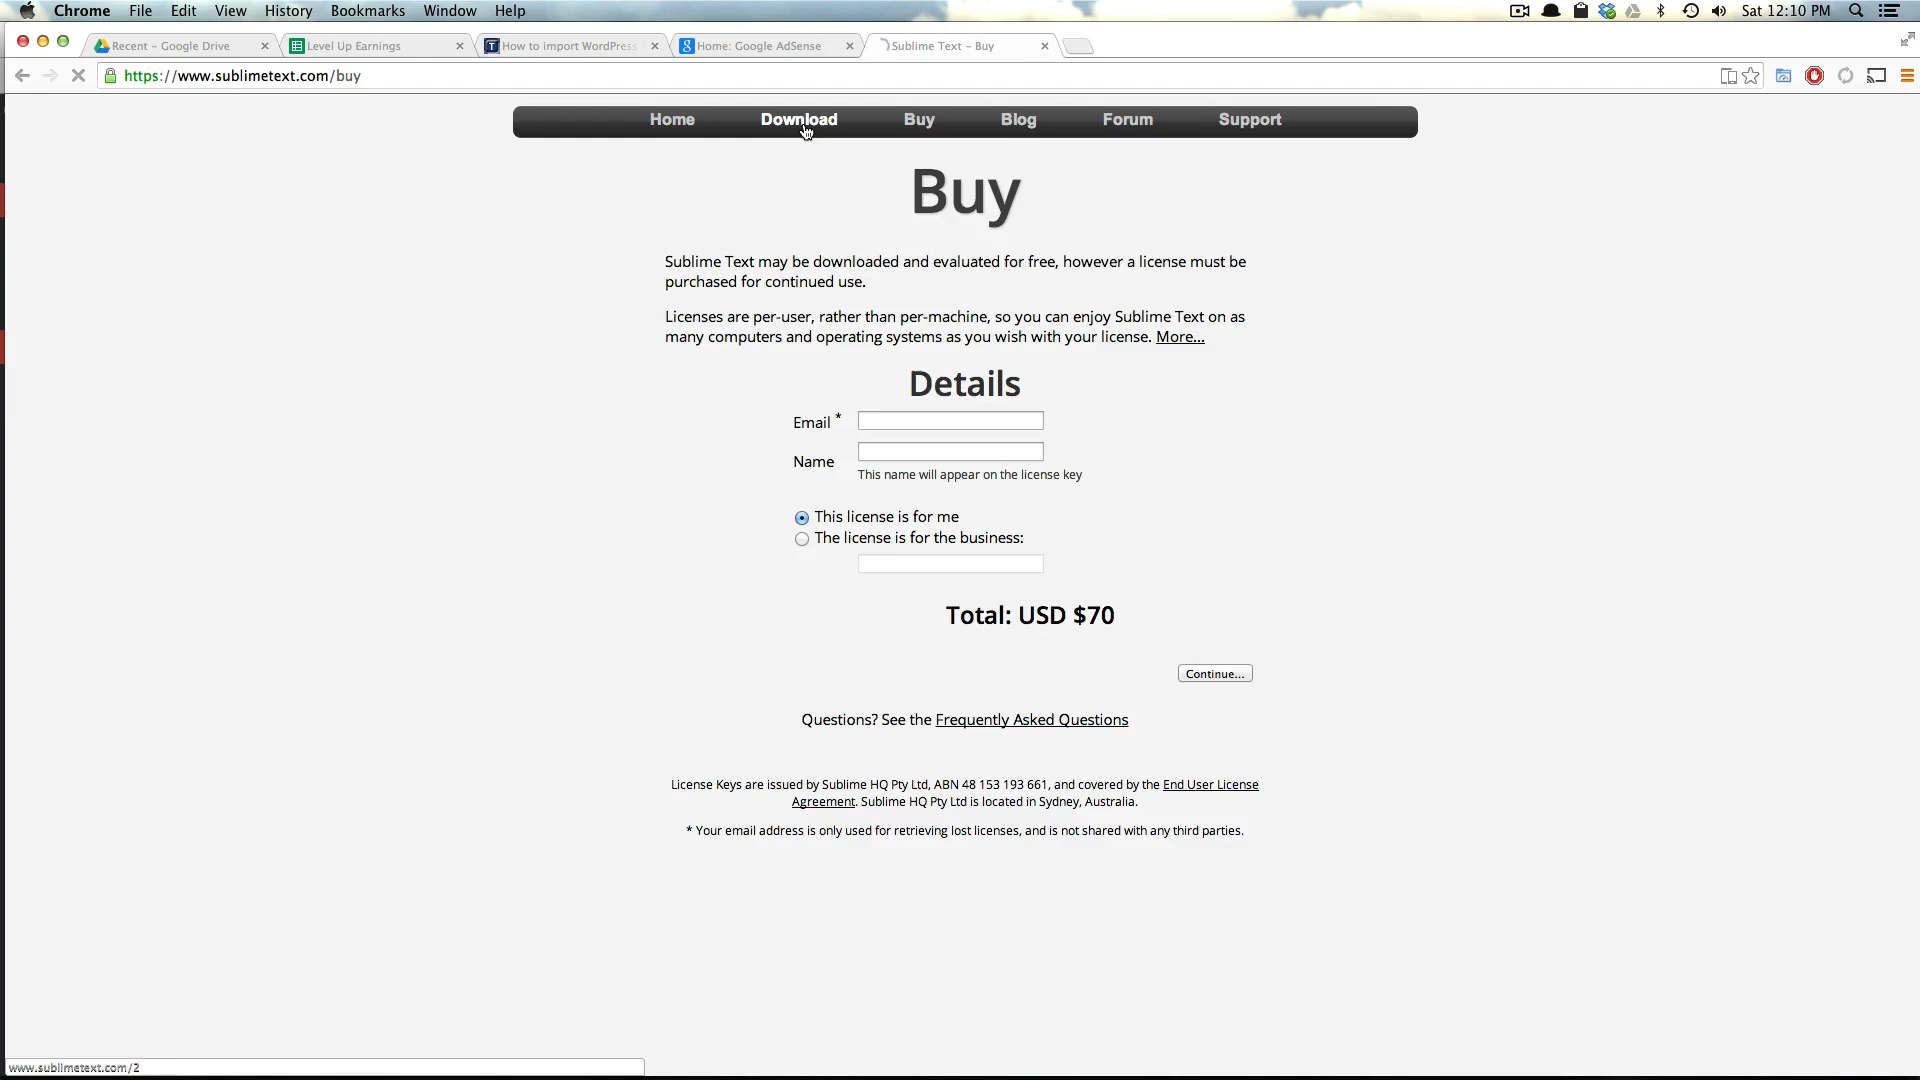 Chrome File Edit View History Bookmarks Window Help Sat 12:10 PM
Recent – Google Drive Level Up Earnings How to import WordPress Home: Google AdSense Sublime Text – Buy
https://www.sublimetext.com/buy
Home Download Buy Blog Forum Support
Buy
Sublime Text may be downloaded and evaluated for free, however a license must be
purchased for continued use.
Licenses are per-user, rather than per-machine, so you can enjoy Sublime Text on as
many computers and operating systems as you wish with your license. More...
Details
Email *
Name
This name will appear on the license key
This license is for me
The license is for the business:
Total: USD $70
Continue...
Questions? See the Frequently Asked Questions
License Keys are issued by Sublime HQ Pty Ltd, ABN 48 153 193 661, and covered by the End User License
Agreement. Sublime HQ Pty Ltd is located in Sydney, Australia.
* Your email address is only used for retrieving lost licenses, and is not shared with any third parties.
www.sublimetext.com/2